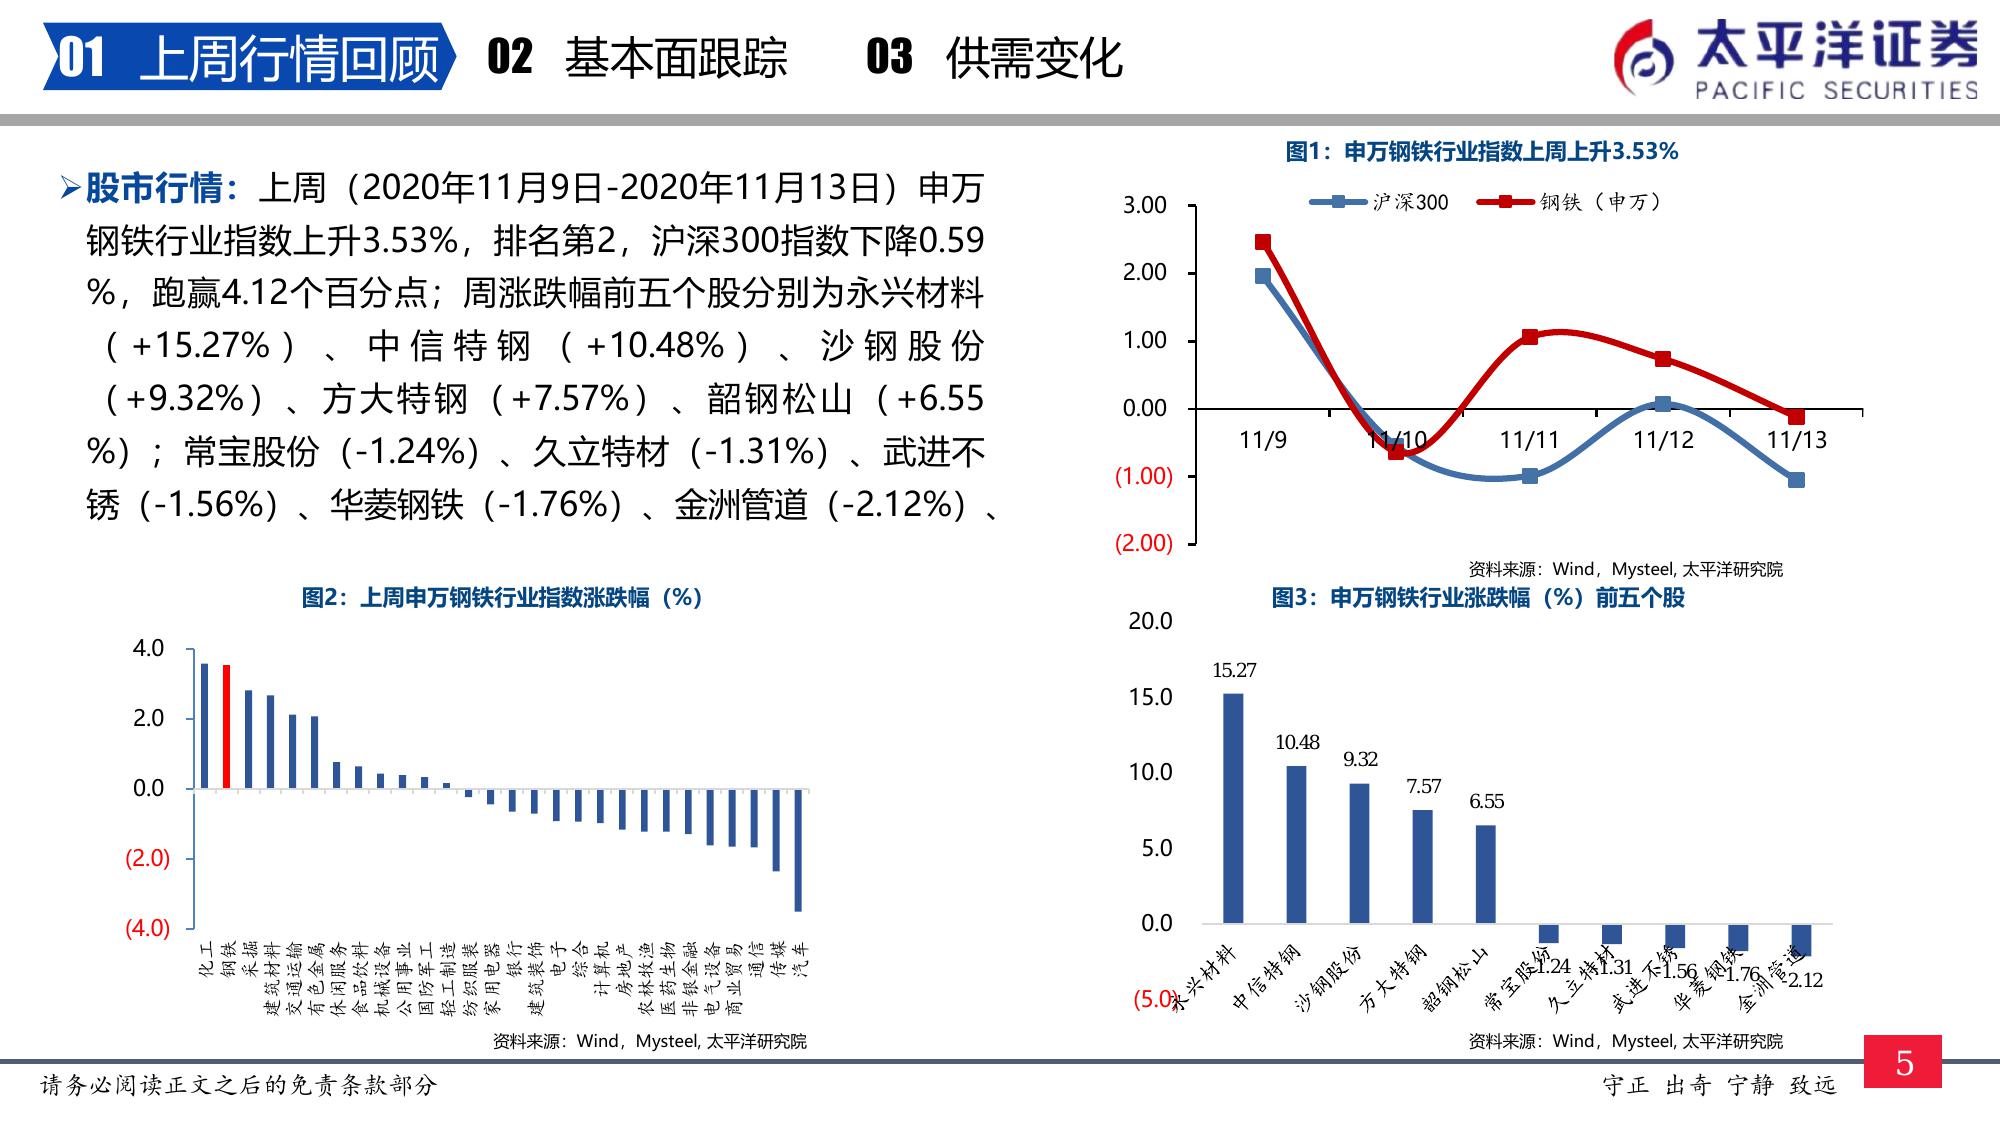 01 上周行情回顾 02 基本面跟踪 03 供需变化
太平洋证券
PACIFIC SECURITIES
➢股市行情：上周（2020年11月9日-2020年11月13日）申万
钢铁行业指数上升3.53%，排名第2，沪深300指数下降0.59
%，跑赢4.12个百分点；周涨跌幅前五个股分别为永兴材料
（+15.27%）、中信特钢（+10.48%）、沙钢股份
（+9.32%）、方大特钢（+7.57%）、韶钢松山（+6.55
%）；常宝股份（-1.24%）、久立特材（-1.31%）、武进不
锈（-1.56%）、华菱钢铁（-1.76%）、金洲管道（-2.12%）、
图1：申万钢铁行业指数上周上升3.53%
沪深300 钢铁（申万）
3.00
2.00
1.00
0.00
(1.00)
(2.00)
11/9 11/10 11/11 11/12 11/13
资料来源：Wind，Mysteel, 太平洋研究院
图2：上周申万钢铁行业指数涨跌幅（%）
4.0
2.0
0.0
(2.0)
(4.0)
化工
钢铁
采掘
建筑材料
交通运输
有色金属
休闲服务
食品饮料
机械设备
公用事业
国防军工
轻工制造
纺织服装
家用电器
银行
建筑装饰
电子
综合
计算机
房地产
农林牧渔
医药生物
非银金融
电气设备
商业贸易
通信
传媒
汽车
资料来源：Wind，Mysteel, 太平洋研究院
图3：申万钢铁行业涨跌幅（%）前五个股
20.0
15.0
10.0
5.0
0.0
(5.0)
15.27
10.48
9.32
7.57
6.55
-1.24
-1.31
-1.56
-1.76
-2.12
永兴材料
中信特钢
沙钢股份
方大特钢
韶钢松山
常宝股份
久立特材
武进不锈
华菱钢铁
金洲管道
资料来源：Wind，Mysteel, 太平洋研究院
请务必阅读正文之后的免责条款部分
守正 出奇 宁静 致远
5